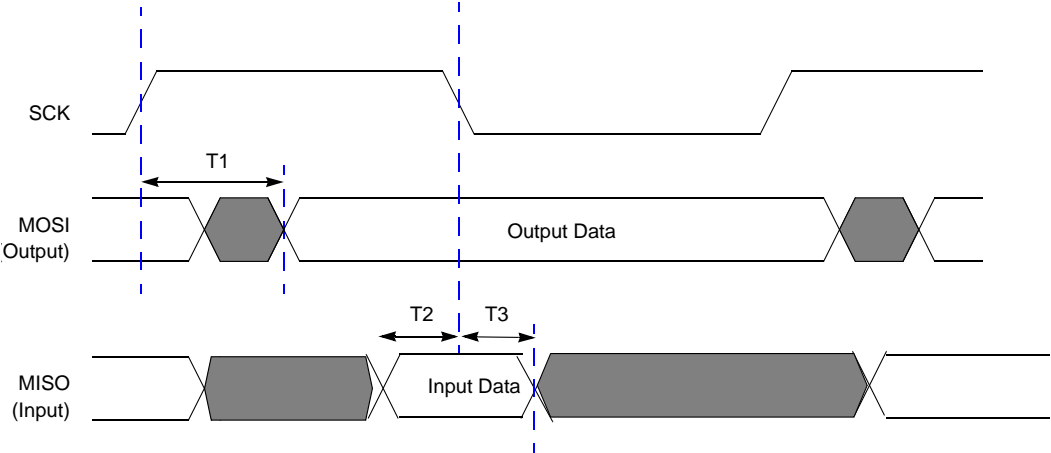 SCK
T1
MOSI
(Output)
Output Data
T2
T3
MISO
(Input)
Input Data